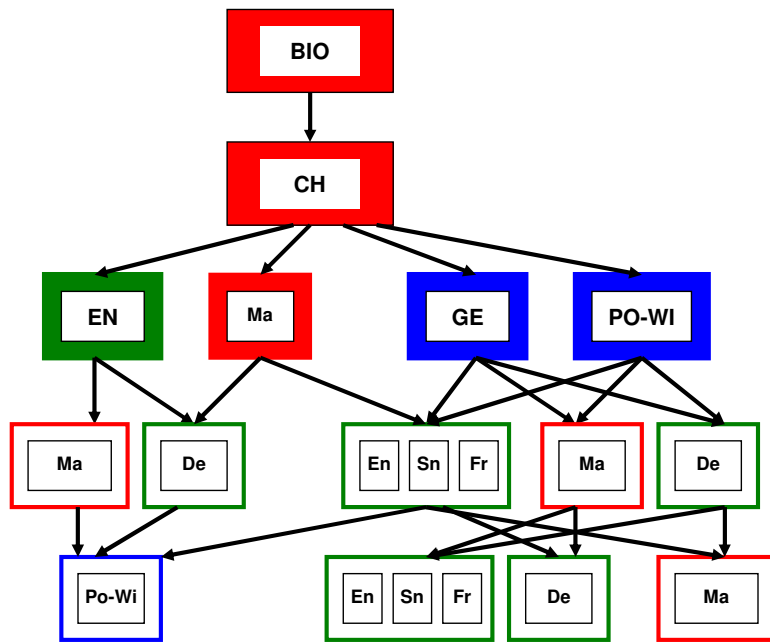 BIO
CH
EN
Ma
GE
PO-WI
Ma
De
En Sn Fr
Ma
De
Po-Wi
En Sn Fr
De
Ma